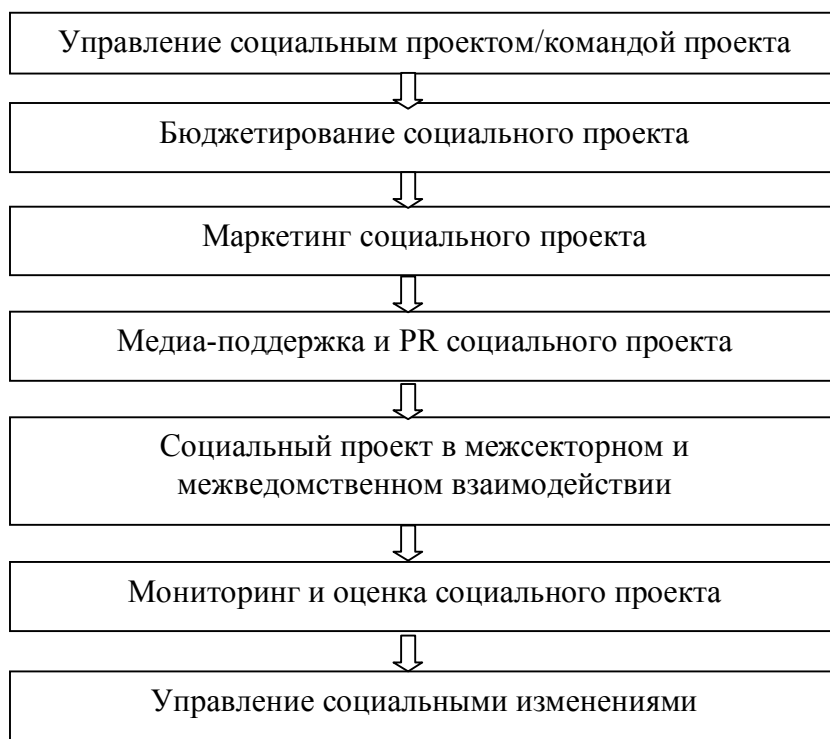 Управление социальным проектом/командой проекта
Бюджетирование социального проекта
Маркетинг социального проекта
Медиа-поддержка и PR социального проекта
Социальный проект в межсекторном и
межведомственном взаимодействии
Мониторинг и оценка социального проекта
Управление социальными изменениями